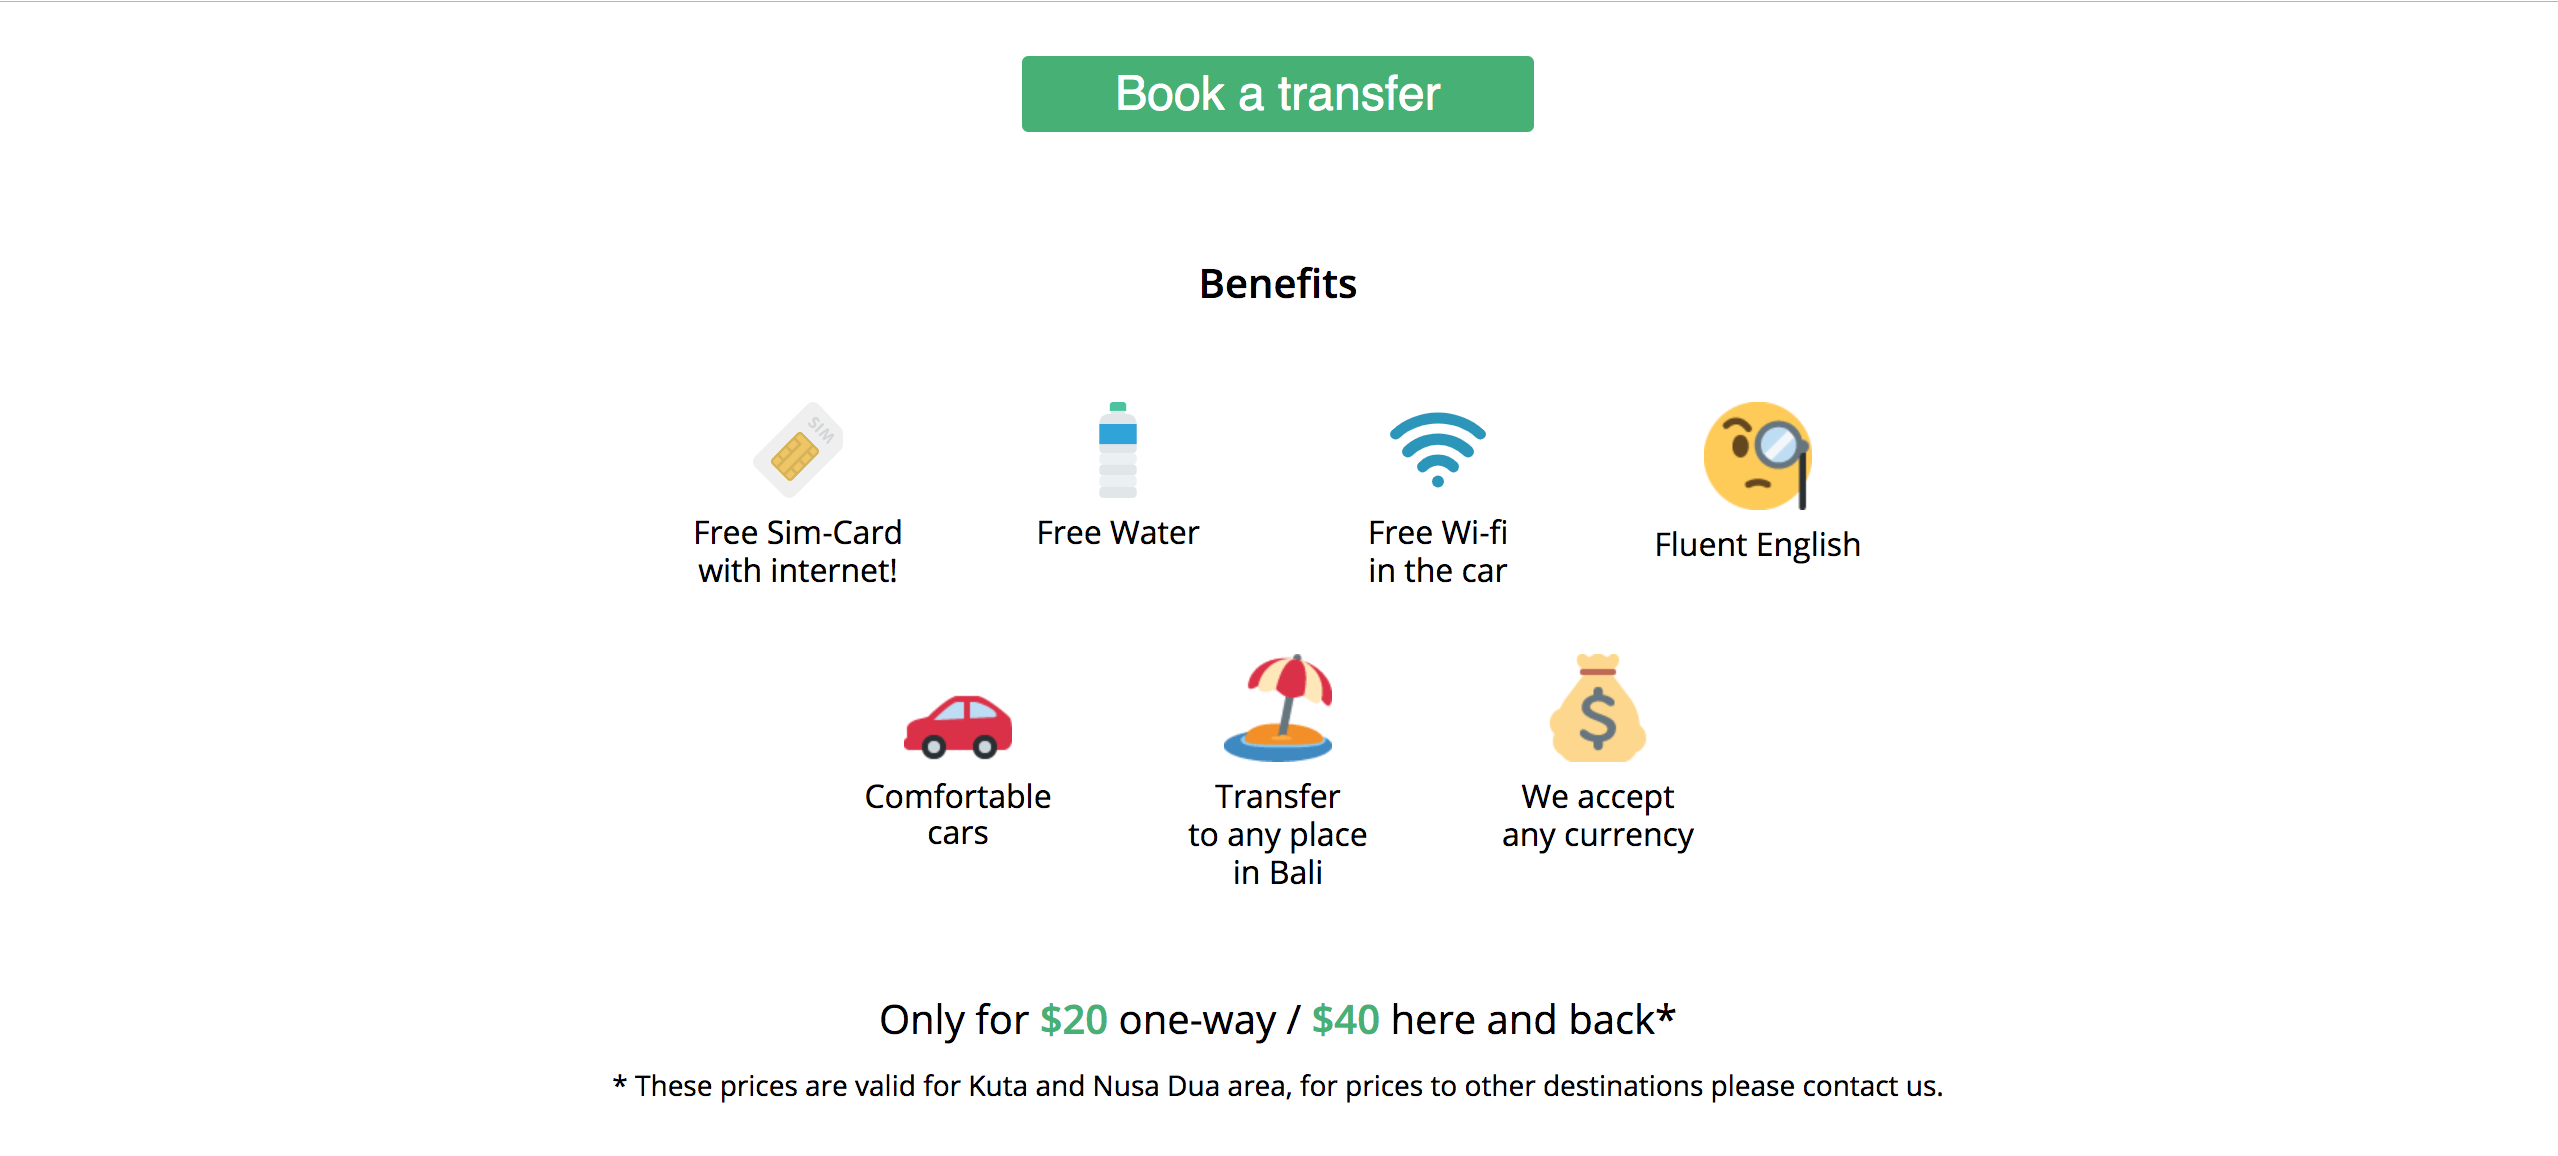 Book a transfer
Benefits
SIM
Free Sim-Card
with internet!
Free Water
Free Wi-fi
in the car
Fluent English
Comfortable
cars
Transfer
to any place
in Bali
$
We accept
any currency
Only for $20 one-way / $40 here and back*
* These prices are valid for Kuta and Nusa Dua area, for prices to other destinations please contact us.